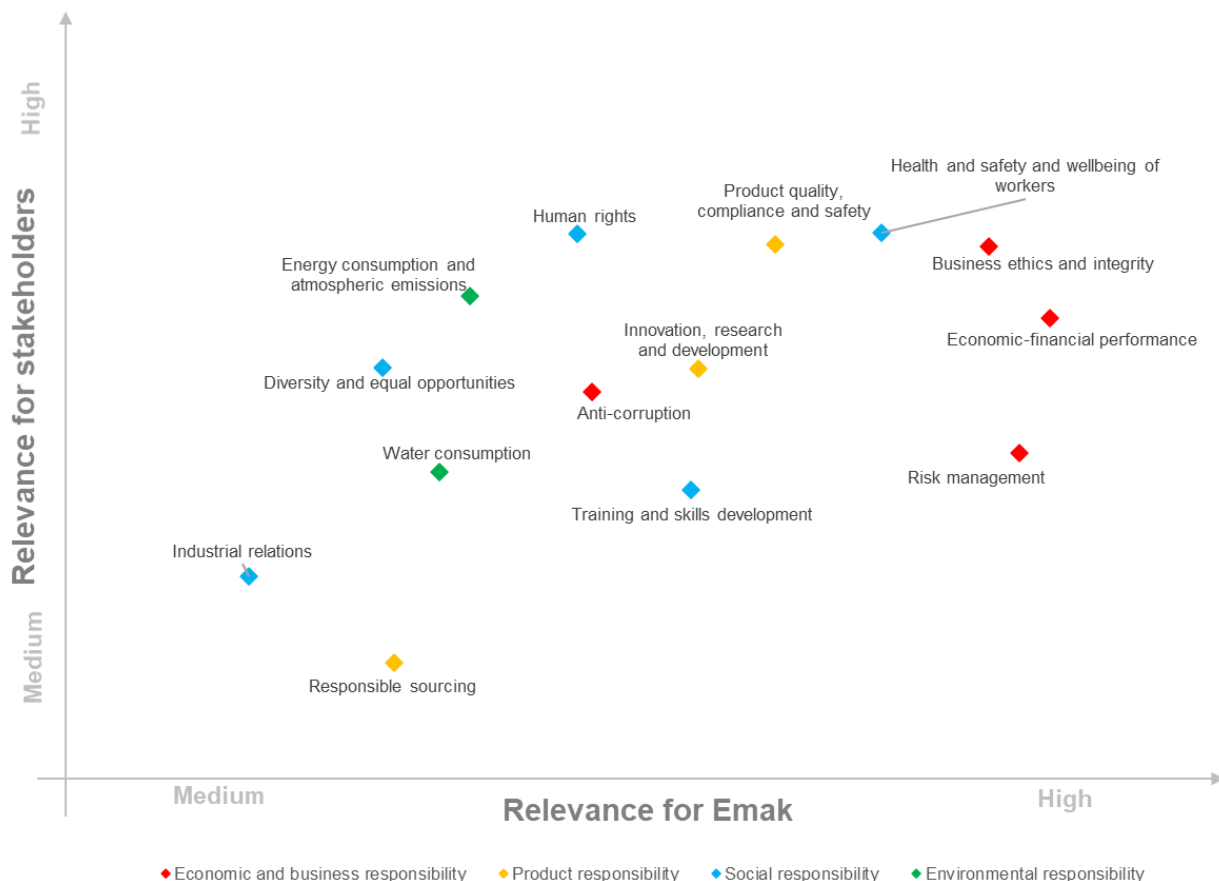 High
Relevance for stakeholders
Medium
Health and safety and wellbeing of
workers
Product quality,
compliance and safety
Human rights
Business ethics and integrity
Energy consumption and
atmospheric emissions
Innovation, research
and development
Economic-financial performance
Diversity and equal opportunities
Anti-corruption
Water consumption
Risk management
Training and skills development
Industrial relations
Responsible sourcing
Medium
Relevance for Emak
High
Economic and business responsibility
Product responsibility
Social responsibility
Environmental responsibility